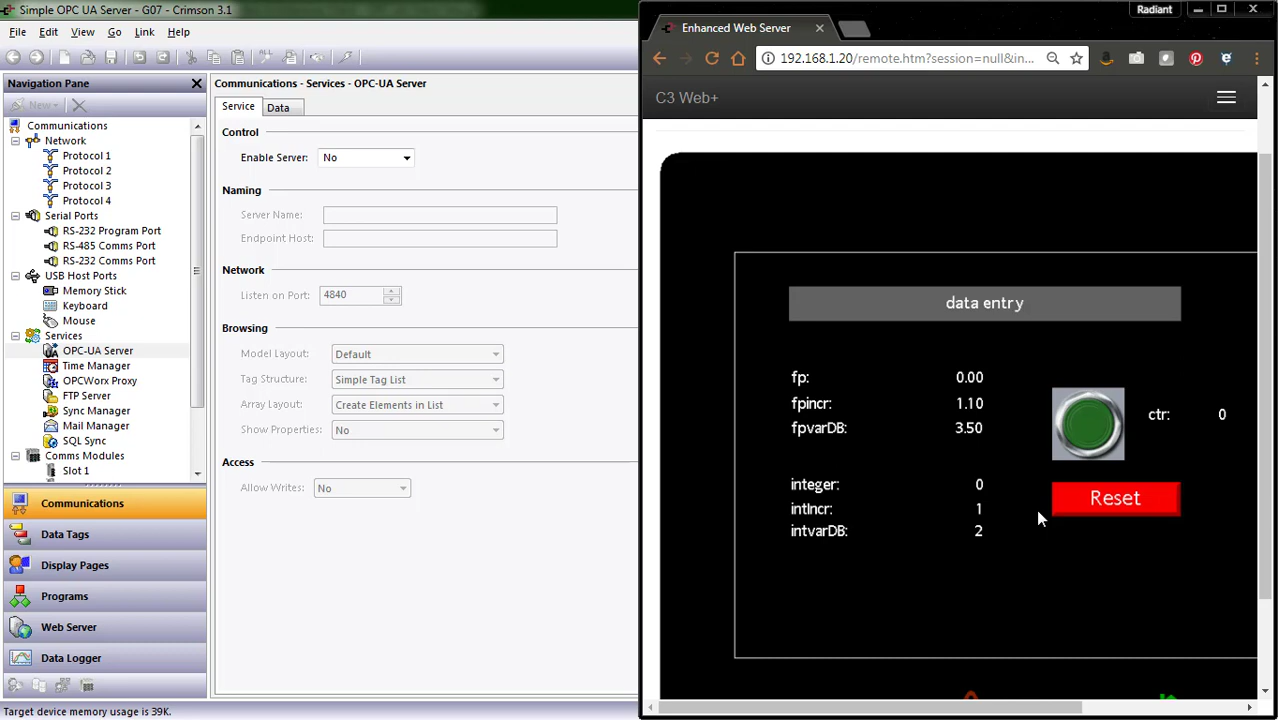 Simple OPC UA Server - G07 - Crimson 3.1
File Edit View Go Link Help
Navigation Pane
New
Communications
Network
Protocol 1
Protocol 2
Protocol 3
Protocol 4
Serial Ports
RS-232 Program Port
RS-485 Comms Port
RS-232 Comms Port
USB Host Ports
Memory Stick
Keyboard
Mouse
Services
OPC-UA Server
Time Manager
OPCWorx Proxy
FTP Server
Sync Manager
Mail Manager
SQL Sync
Comms Modules
Slot 1
Communications
Data Tags
Display Pages
Programs
Web Server
Data Logger
Target device memory usage is 39K.
Communications - Services - OPC-UA Server
Service Data
Control
Enable Server: No
Naming
Server Name:
Endpoint Host:
Network
Listen on Port: 4840
Browsing
Model Layout: Default
Tag Structure: Simple Tag List
Array Layout: Create Elements in List
Show Properties: No
Access
Allow Writes: No
Radiant
Enhanced Web Server
192.168.1.20/remote.htm?session=null&in...
C3 Web+
data entry
fp: 0.00
fpincr: 1.10
fpvarDB: 3.50
ctr: 0
integer: 0
intIncr: 1
intvarDB: 2
Reset